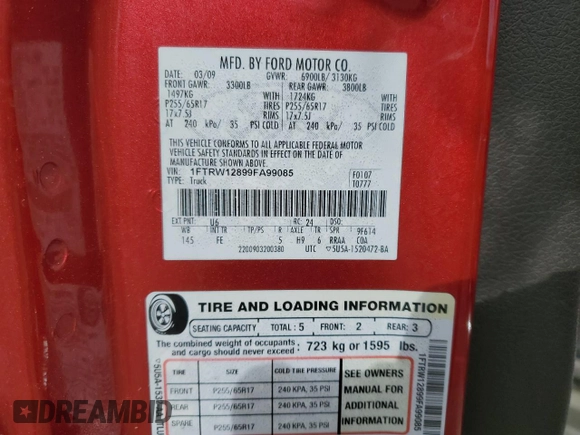 MFD. BY FORD MOTOR CO.
DATE: 03/09 GVWR: 6900LB/ 3130KG
FRONT GAWR: 3300LB REAR GAWR: 3800LB
1497KG WITH 1724KG WITH
P255/65R17 TIRES P255/65R17 TIRES
17x7.5J RIMS 17x7.5J RIMS
AT 240 kPa/ 35 PSI COLD AT 240 kPa/ 35 PSI COLD
THIS VEHICLE CONFORMS TO ALL APPLICABLE FEDERAL MOTOR
VEHICLE SAFETY STANDARDS IN EFFECT ON THE DATE OF
MANUFACTURE SHOWN ABOVE.
VIN: 1FTRW12899FA99085 F0107
TYPE: Truck T0777
EXT PNT: U6 RC: 24 DSO:
WB INT TR TP/PS R AXLE TR SPR 9F614
145 FE 5 H9 6 RRAA COA
2200903200380 UTC 5U5A-1520472-BA
TIRE AND LOADING INFORMATION
SEATING CAPACITY TOTAL: 5 FRONT: 2 REAR: 3
The combined weight of occupants
and cargo should never exceed: 723 kg or 1595 lbs.
TIRE SIZE COLD TIRE PRESSURE SEE OWNERS
FRONT P255/65R17 240 KPA, 35 PSI MANUAL FOR
REAR P255/65R17 240 KPA, 35 PSI ADDITIONAL
SPARE P255/65R17 240 KPA, 35 PSI INFORMATION
1FTRW12899FA99085
DREAMBID